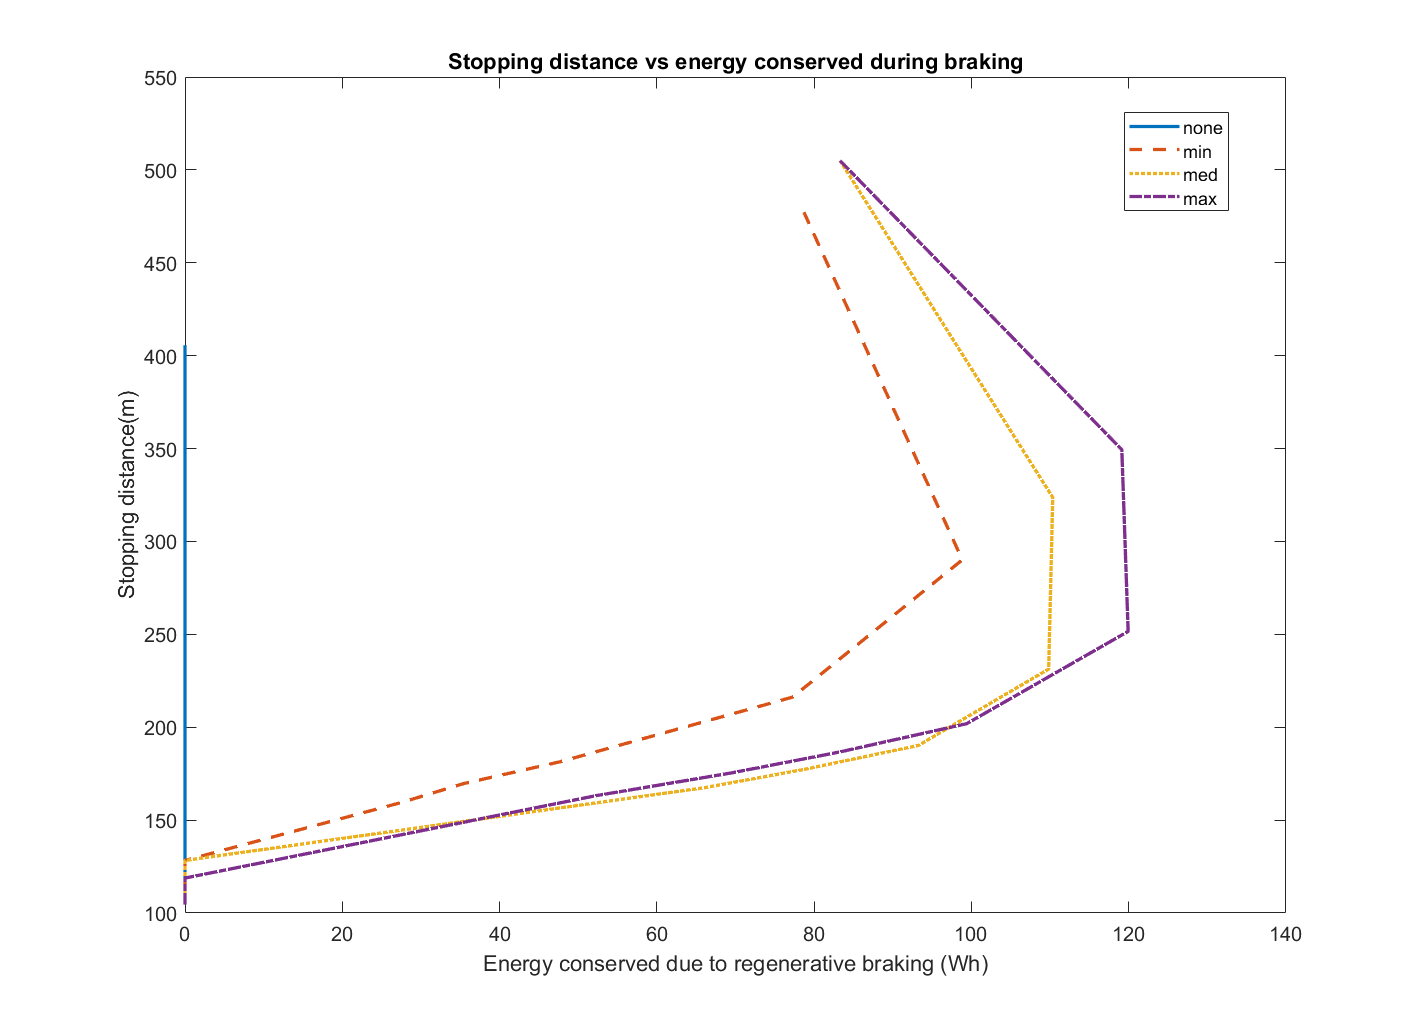 Stopping distance vs energy conserved during braking
550
500
450
400
350
300
250
200
150
100
Stopping distance(m)
none
min
med
max
0 20 40 60 80 100 120 140
Energy conserved due to regenerative braking (Wh)